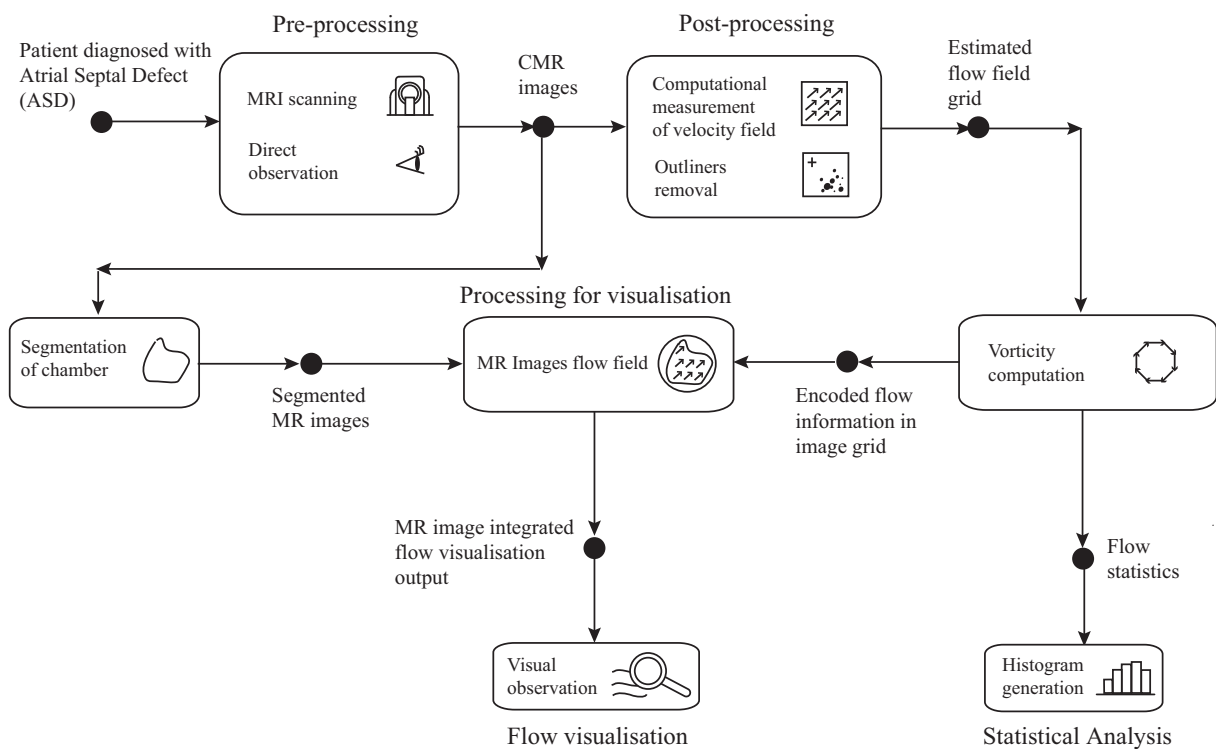 Pre-processing
Post-processing
Patient diagnosed with
Atrial Septal Defect
(ASD)
MRI scanning
Direct
observation
CMR
images
Computational
measurement
of velocity field
Outliners
removal
Estimated
flow field
grid
Processing for visualisation
Segmentation
of chamber
Segmented
MR images
MR Images flow field
Encoded flow
information in
image grid
Vorticity
computation
MR image integrated
flow visualisation
output
Flow
statistics
Visual
observation
Histogram
generation
Flow visualisation
Statistical Analysis